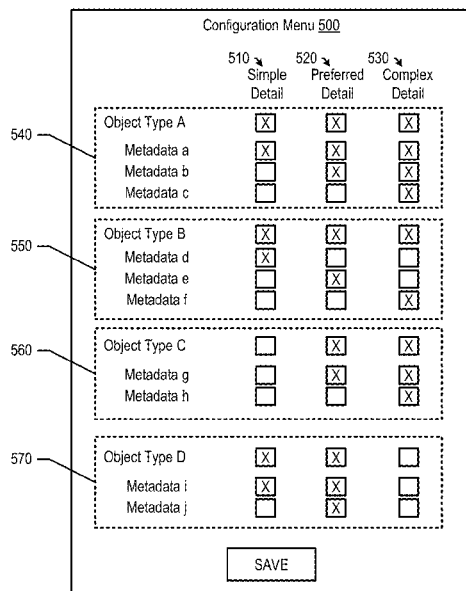 Configuration Menu 500
510 520 530
Simple Preferred Complex
Detail Detail Detail
540
Object Type A X X X
Metadata a X X X
Metadata b X X
Metadata c X
550
Object Type B X X X
Metadata d X
Metadata e X
Metadata f X
560
Object Type C X X
Metadata g X X
Metadata h X
570
Object Type D X X
Metadata i X X
Metadata j X
SAVE